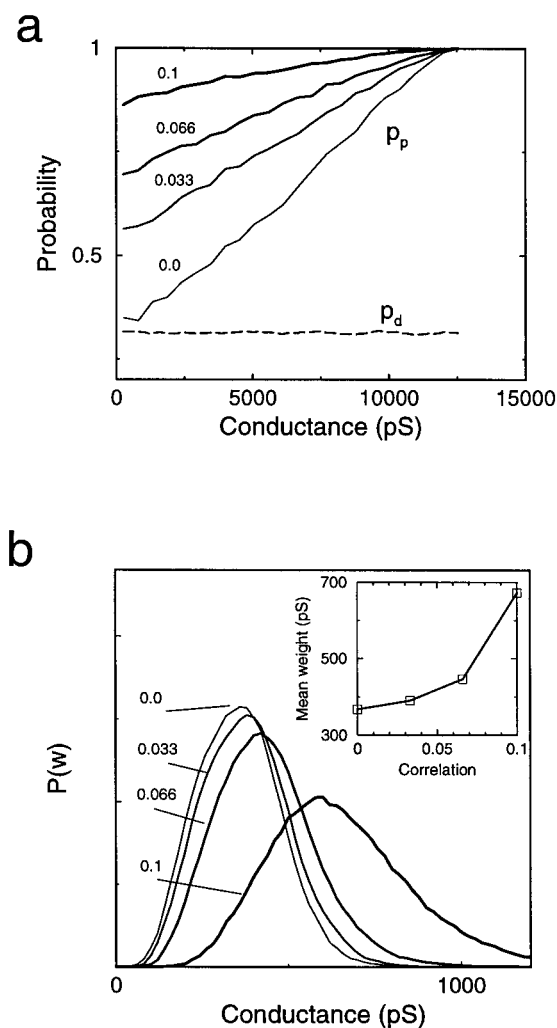 a
1
0.1
0.066
0.033
0.0
0.5
Probability
p_p
p_d
0 5000 10000 15000
Conductance (pS)
b
700
500
300
Mean weight (pS)
0 0.05 0.1
Correlation
0.0
0.033
0.066
0.1
P(w)
0 1000
Conductance (pS)